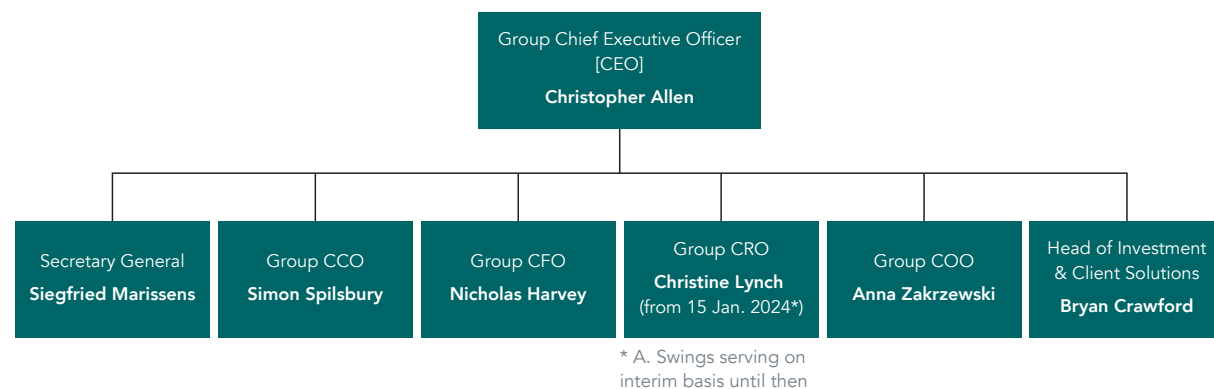 Group Chief Executive Officer
[CEO]
Christopher Allen
Secretary General
Siegfried Marissens
Group CCO
Simon Spilsbury
Group CFO
Nicholas Harvey
Group CRO
Christine Lynch
(from 15 Jan. 2024*)
Group COO
Anna Zakrzewski
Head of Investment
& Client Solutions
Bryan Crawford
* A. Swings serving on
interim basis until then